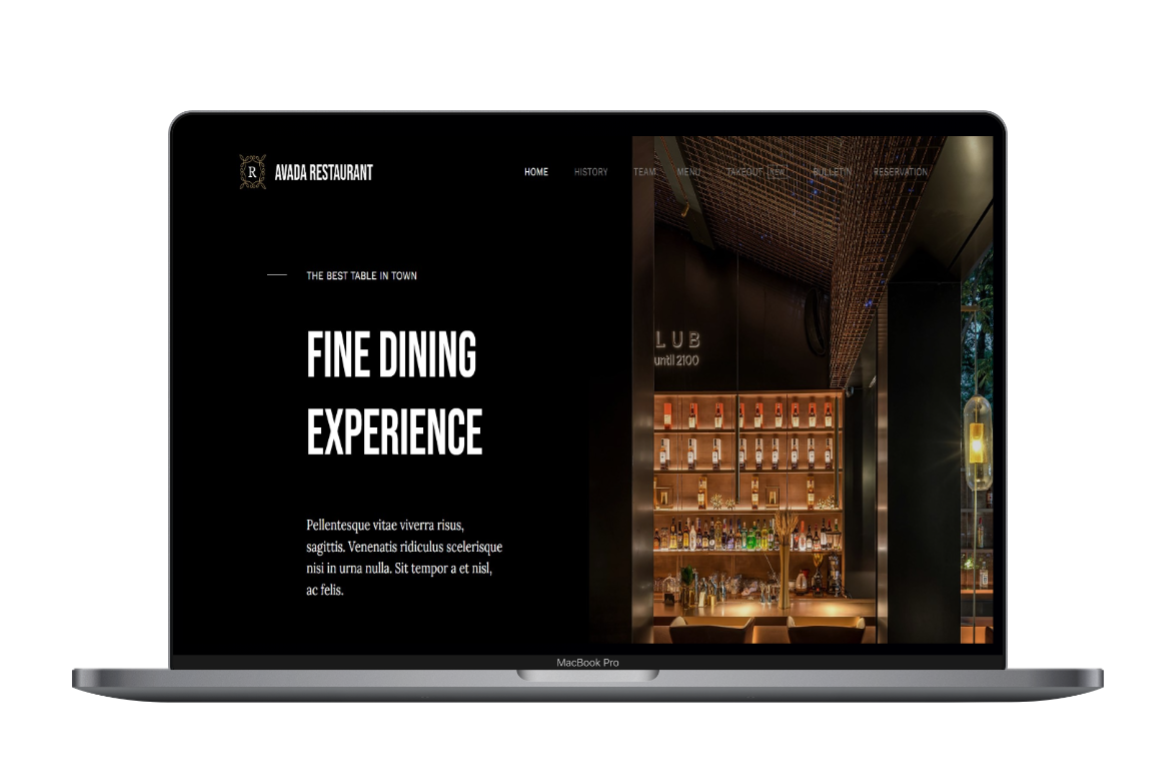 R
AVADA RESTAURANT
HOME HISTORY TEAM MENU TAKEOUT NEW BULLETIN RESERVATION
THE BEST TABLE IN TOWN
FINE DINING
EXPERIENCE
LUB
until 2100
Pellentesque vitae viverra risus,
sagittis. Venenatis ridiculus scelerisque
nisi in urna nulla. Sit tempor a et nisl,
ac felis.
MacBook Pro